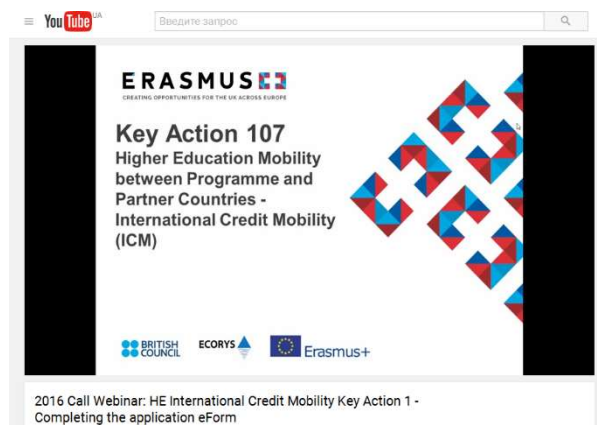 YouTube UA
Введите запрос
ERASMUS+
CREATING OPPORTUNITIES FOR THE UK ACROSS EUROPE
Key Action 107
Higher Education Mobility
between Programme and
Partner Countries -
International Credit Mobility
(ICM)
BRITISH
COUNCIL
ECORYS
Erasmus+
2016 Call Webinar: HE International Credit Mobility Key Action 1 -
Completing the application eForm